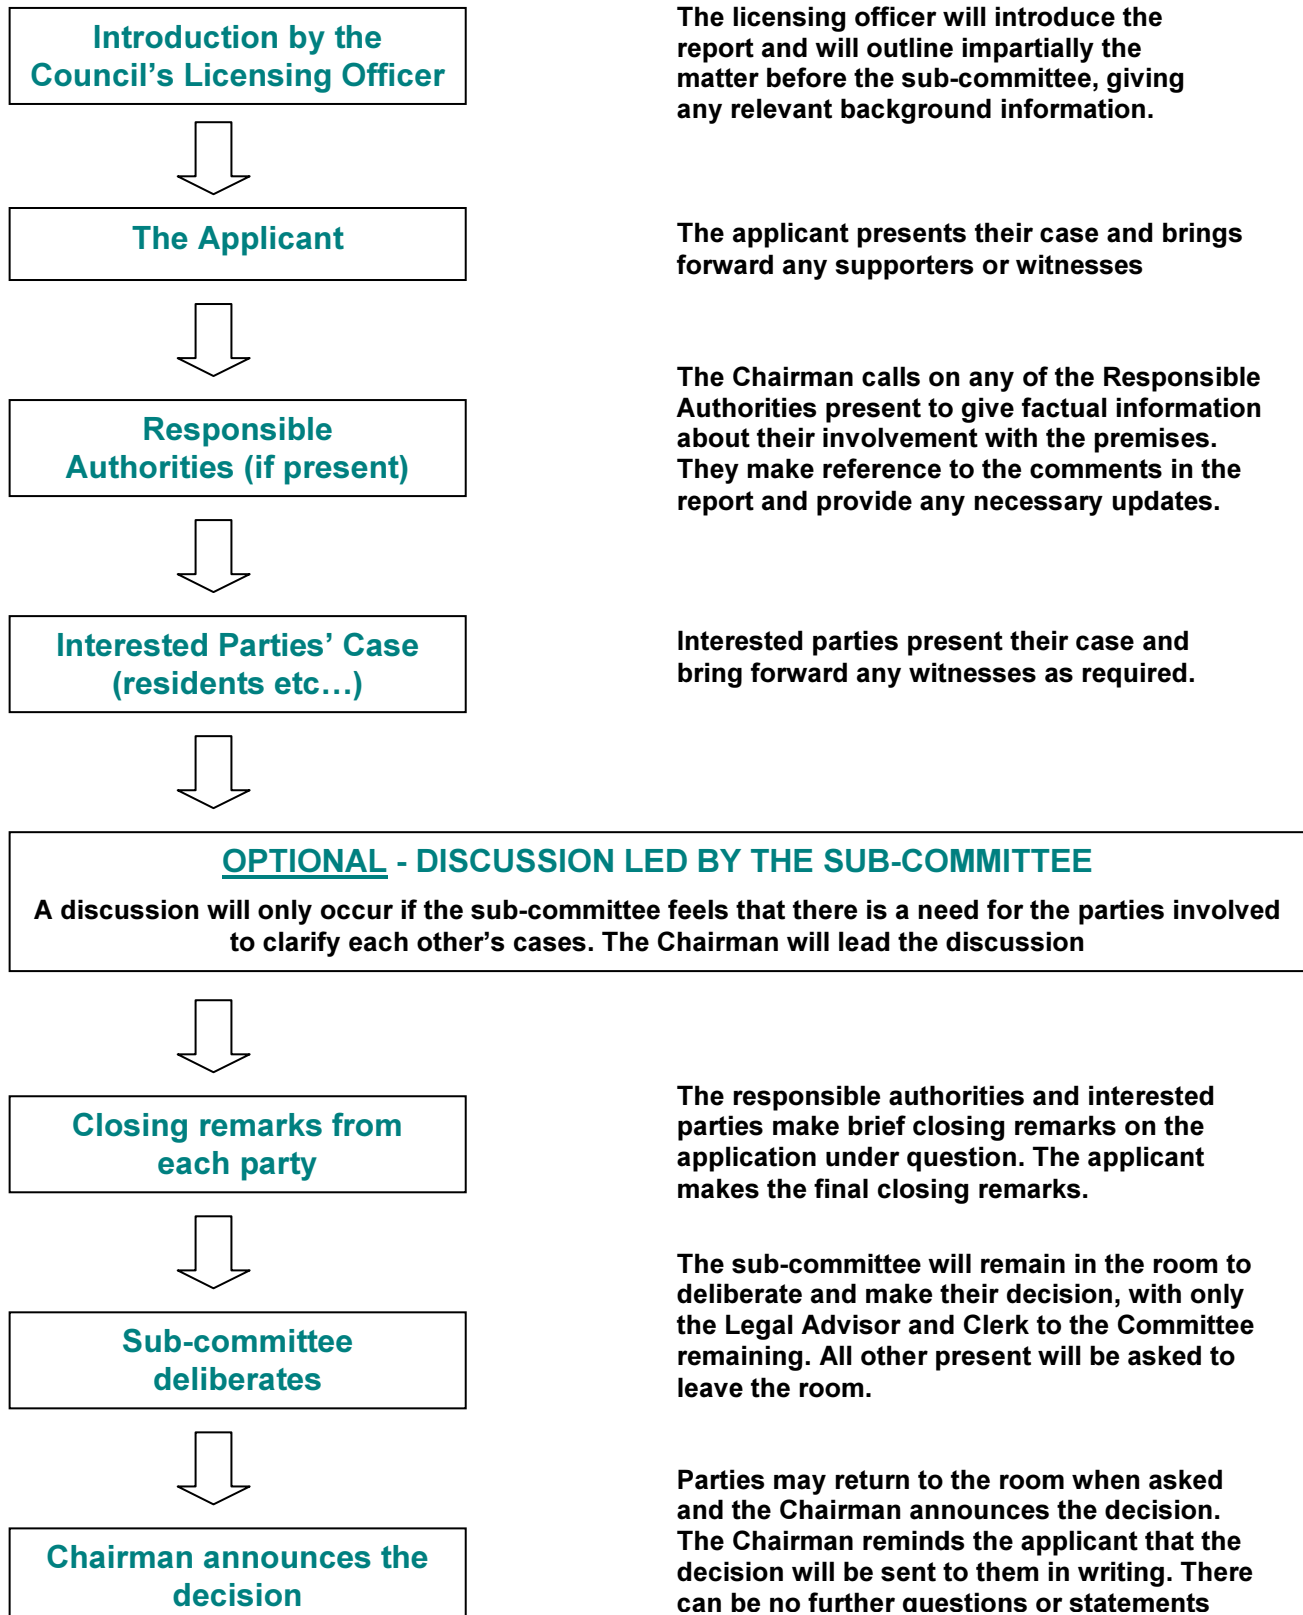 Introduction by the
Council’s Licensing Officer
The licensing officer will introduce the
report and will outline impartially the
matter before the sub-committee, giving
any relevant background information.
The Applicant
The applicant presents their case and brings
forward any supporters or witnesses
Responsible
Authorities (if present)
The Chairman calls on any of the Responsible
Authorities present to give factual information
about their involvement with the premises.
They make reference to the comments in the
report and provide any necessary updates.
Interested Parties’ Case
(residents etc…)
Interested parties present their case and
bring forward any witnesses as required.
OPTIONAL - DISCUSSION LED BY THE SUB-COMMITTEE
A discussion will only occur if the sub-committee feels that there is a need for the parties involved
to clarify each other’s cases. The Chairman will lead the discussion
Closing remarks from
each party
The responsible authorities and interested
parties make brief closing remarks on the
application under question. The applicant
makes the final closing remarks.
Sub-committee
deliberates
The sub-committee will remain in the room to
deliberate and make their decision, with only
the Legal Advisor and Clerk to the Committee
remaining. All other present will be asked to
leave the room.
Chairman announces the
decision
Parties may return to the room when asked
and the Chairman announces the decision.
The Chairman reminds the applicant that the
decision will be sent to them in writing. There
can be no further questions or statements